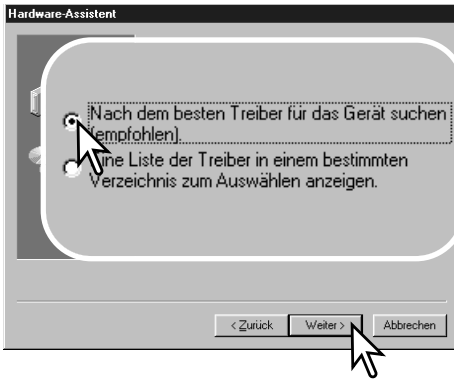 Hardware-Assistent
Nach dem besten Treiber für das Gerät suchen
(empfohlen).
Eine Liste der Treiber in einem bestimmten
Verzeichnis zum Auswählen anzeigen.
< Zurück Weiter > Abbrechen